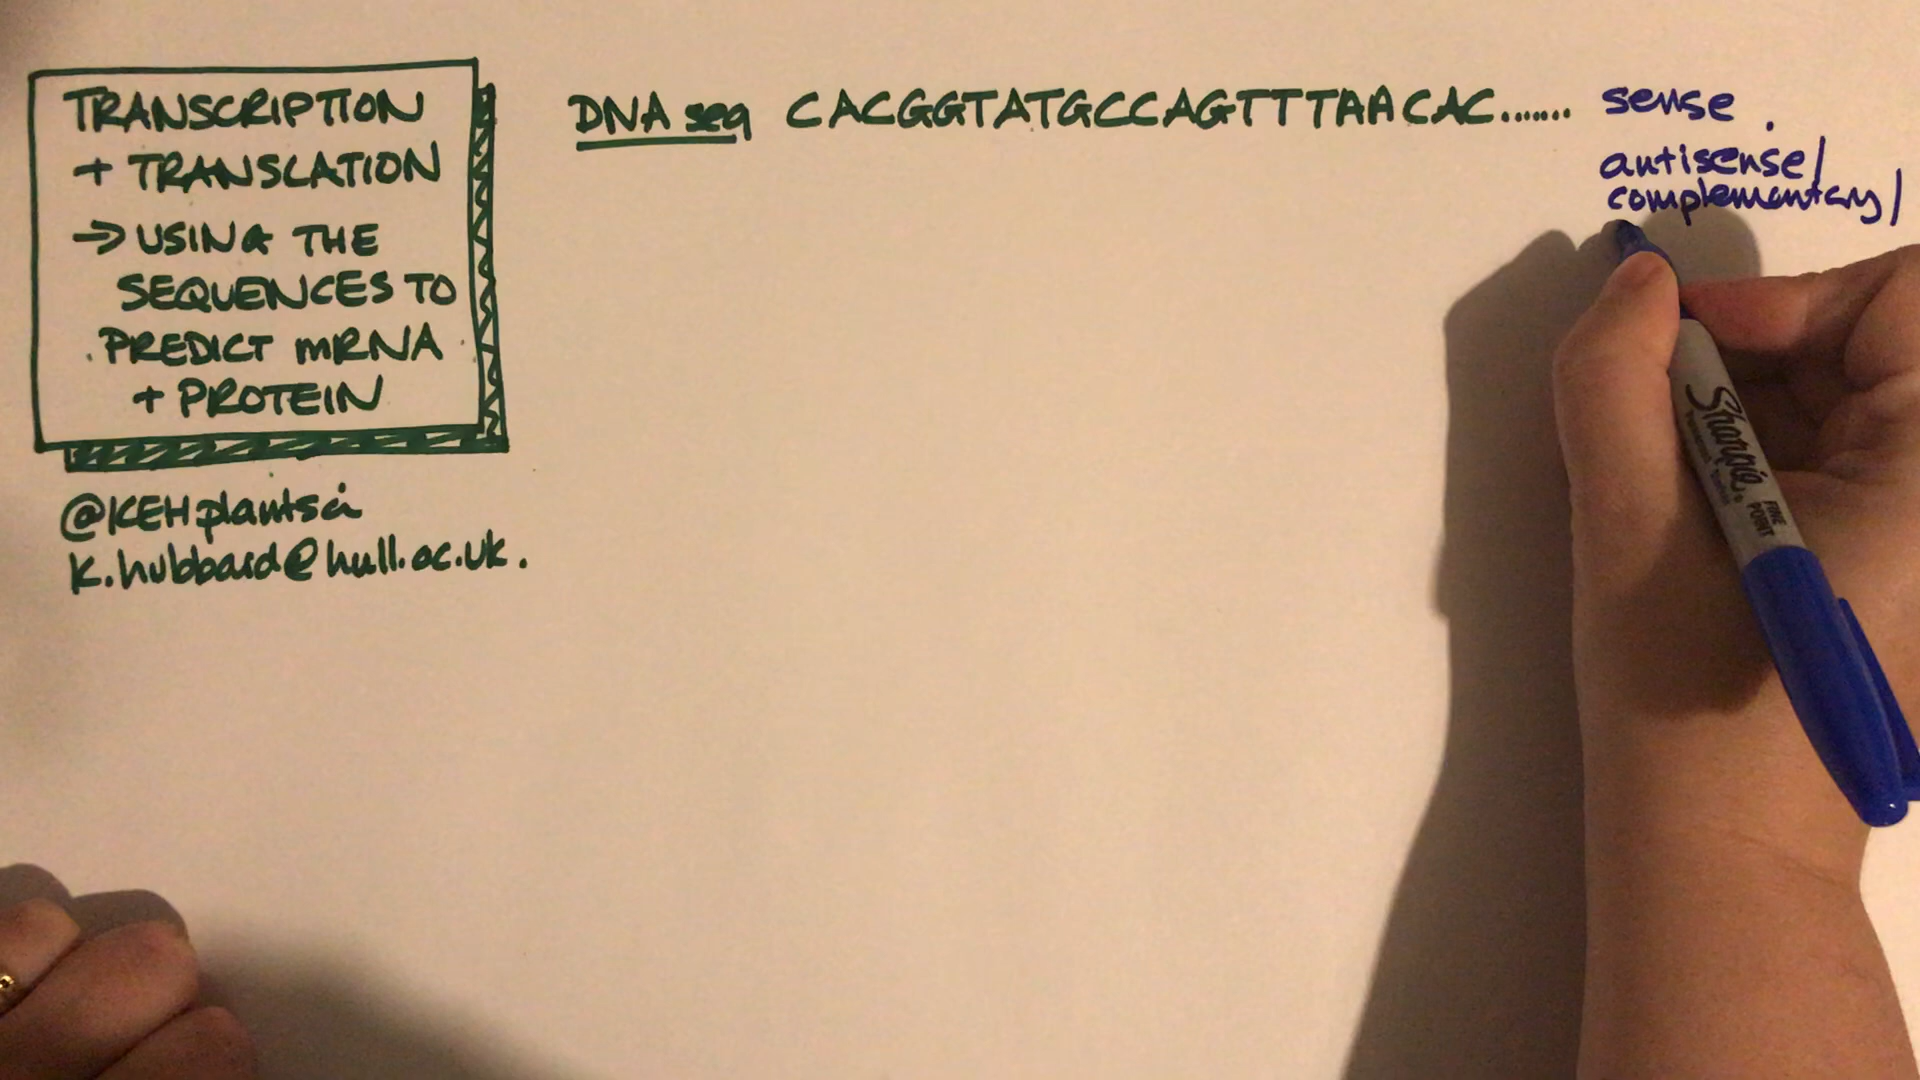 TRANSCRIPTION
+ TRANSLATION
→ USING THE
SEQUENCES TO
PREDICT mRNA
+ PROTEIN
@KEHplantsci
k.hubbard@hull.ac.uk.
DNA seq CACGGTATGCCAGTTTTAACAC....... sense
antisense/
complementary/
Sharpie
FINE
POINT